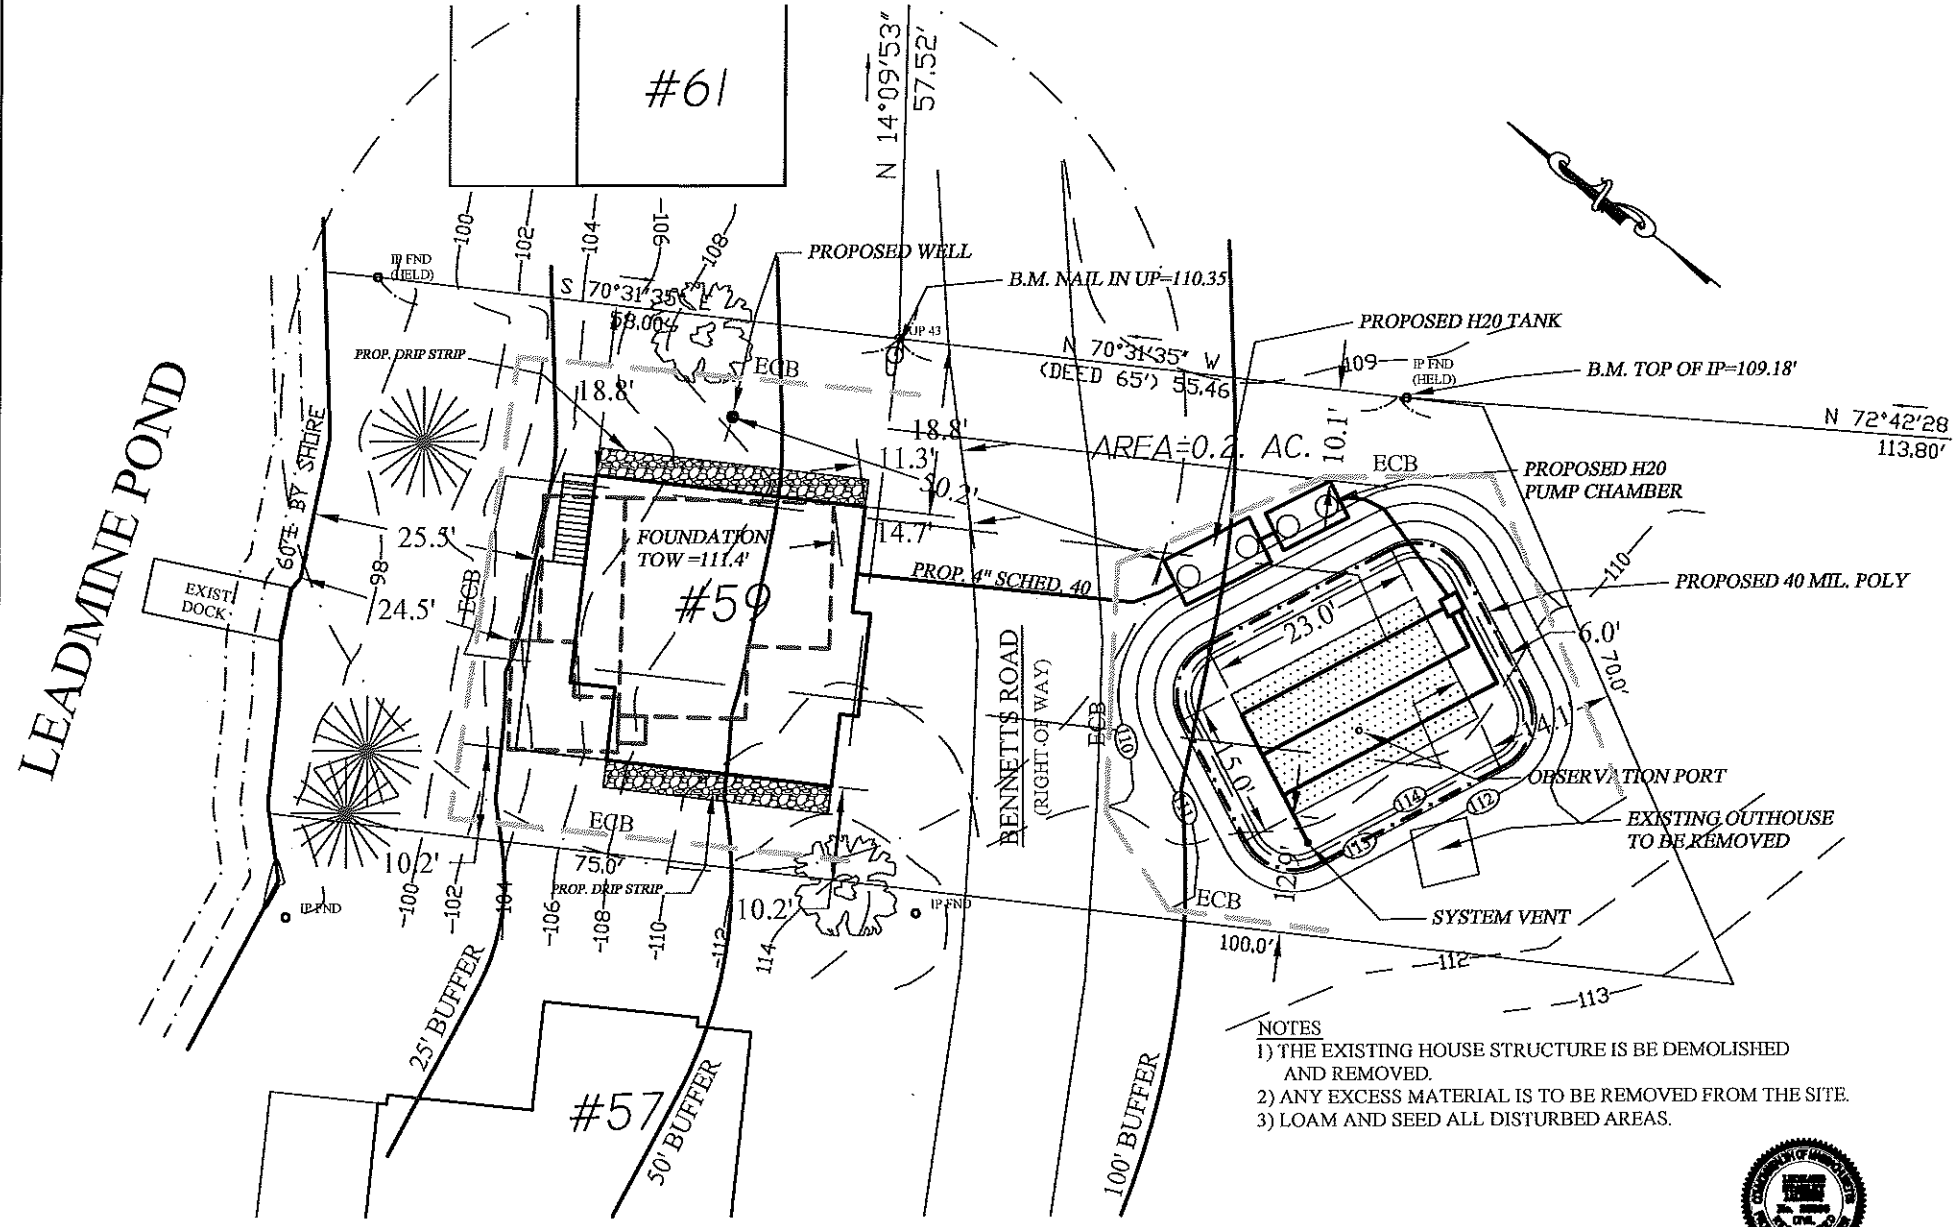 #61
N 14°09'53"
57.52'
100
102
104
106
108
PROPOSED WELL
IP FND
(HELD)
S 70°31'35" E
58.00'
B.M. NAIL IN UP=110.35'
UP 43
PROP. DRIP STRIP
ECB
PROPOSED H20 TANK
N 70°31'35" W
(DEED 65') 55.46
109
IP FND
(HELD)
B.M. TOP OF IP=109.18'
N 72°42'28
113.80'
LEADMINE POND
60'± BY SHORE
18.8'
18.8'
11.3'
50.2'
14.7'
AREA=0.2. AC.
10.1'
ECB
PROPOSED H20
PUMP CHAMBER
25.5'
98
ECB
EXIST.
DOCK
24.5'
FOUNDATION
TOW =111.4'
#59
PROP. 4" SCHED. 40
110
PROPOSED 40 MIL. POLY
23.0'
6.0'
70.0'
BENNETTS ROAD
(RIGHT OF WAY)
ECB
110
111
15.0'
14.1'
OBSERVATION PORT
114
112
113
EXISTING OUTHOUSE
TO BE REMOVED
12.9'
ECB
10.2'
75.0'
PROP. DRIP STRIP
10.2'
IP FND
IP FND
100
102
104
106
108
110
112
114
ECB
SYSTEM VENT
100.0'
112
113
25' BUFFER
50' BUFFER
100' BUFFER
#57
NOTES
1) THE EXISTING HOUSE STRUCTURE IS BE DEMOLISHED
AND REMOVED.
2) ANY EXCESS MATERIAL IS TO BE REMOVED FROM THE SITE.
3) LOAM AND SEED ALL DISTURBED AREAS.